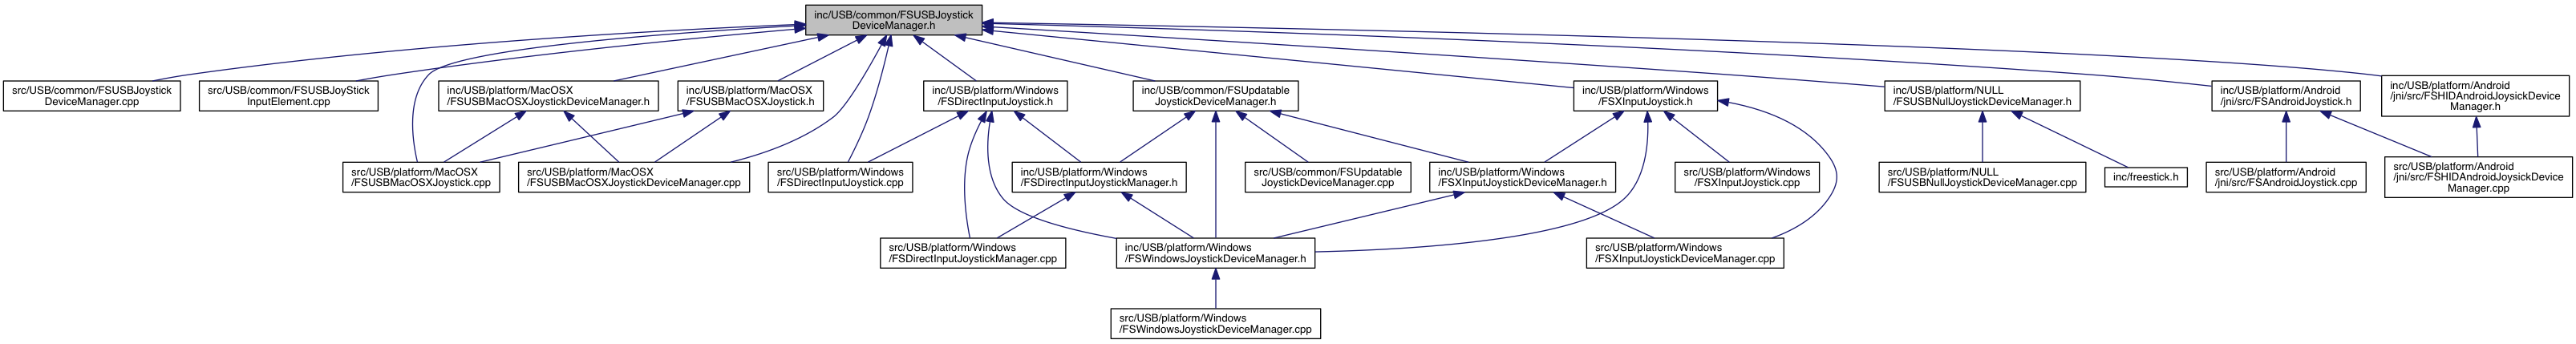 inc/USB/common/FSUSBJoystick
DeviceManager.h
src/USB/common/FSUSBJoystick
DeviceManager.cpp
src/USB/common/FSUSBJoyStick
InputElement.cpp
inc/USB/platform/MacOSX
/FSUSBMacOSXJoystickDeviceManager.h
inc/USB/platform/MacOSX
/FSUSBMacOSXJoystick.h
inc/USB/platform/Windows
/FSDirectInputJoystick.h
inc/USB/common/FSUpdatable
JoystickDeviceManager.h
inc/USB/platform/Windows
/FSXInputJoystick.h
inc/USB/platform/NULL
/FSUSBNullJoystickDeviceManager.h
inc/USB/platform/Android
/jni/src/FSAndroidJoystick.h
inc/USB/platform/Android
/jni/src/FSHIDAndroidJoysickDevice
Manager.h
src/USB/platform/MacOSX
/FSUSBMacOSXJoystick.cpp
src/USB/platform/MacOSX
/FSUSBMacOSXJoystickDeviceManager.cpp
src/USB/platform/Windows
/FSDirectInputJoystick.cpp
inc/USB/platform/Windows
/FSDirectInputJoystickManager.h
src/USB/common/FSUpdatable
JoystickDeviceManager.cpp
inc/USB/platform/Windows
/FSXInputJoystickDeviceManager.h
src/USB/platform/Windows
/FSXInputJoystick.cpp
src/USB/platform/NULL
/FSUSBNullJoystickDeviceManager.cpp
inc/freestick.h
src/USB/platform/Android
/jni/src/FSAndroidJoystick.cpp
src/USB/platform/Android
/jni/src/FSHIDAndroidJoysickDevice
Manager.cpp
src/USB/platform/Windows
/FSDirectInputJoystickManager.cpp
inc/USB/platform/Windows
/FSWindowsJoystickDeviceManager.h
src/USB/platform/Windows
/FSXInputJoystickDeviceManager.cpp
src/USB/platform/Windows
/FSWindowsJoystickDeviceManager.cpp